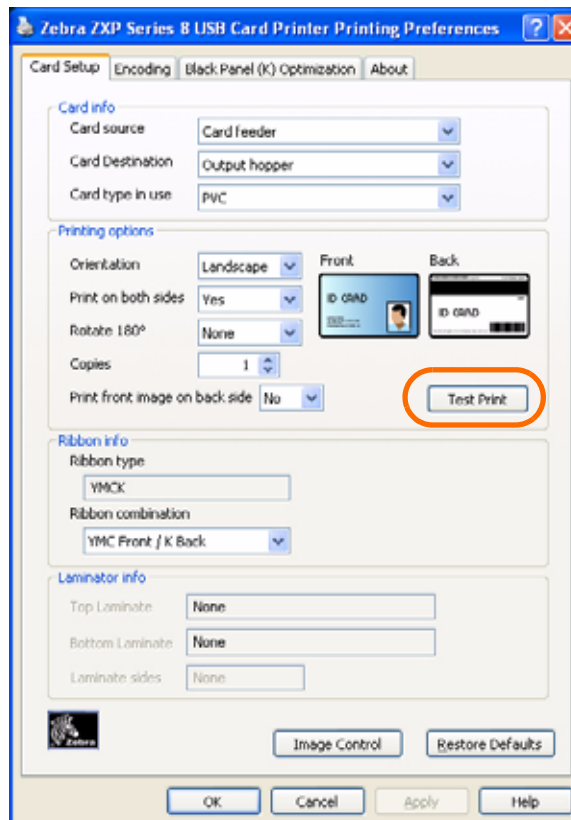 Zebra ZXP Series 8 USB Card Printer Printing Preferences
Card Setup Encoding Black Panel (K) Optimization About
Card info
Card source Card feeder
Card Destination Output hopper
Card type in use PVC
Printing options
Orientation Landscape Front Back
Print on both sides Yes
ID CARD ID CARD
Rotate 180° None
Copies 1
Print front image on back side No Test Print
Ribbon info
Ribbon type
YMCK
Ribbon combination
YMC Front / K Back
Laminator info
Top Laminate None
Bottom Laminate None
Laminate sides None
Zebra
Image Control Restore Defaults
OK Cancel Apply Help